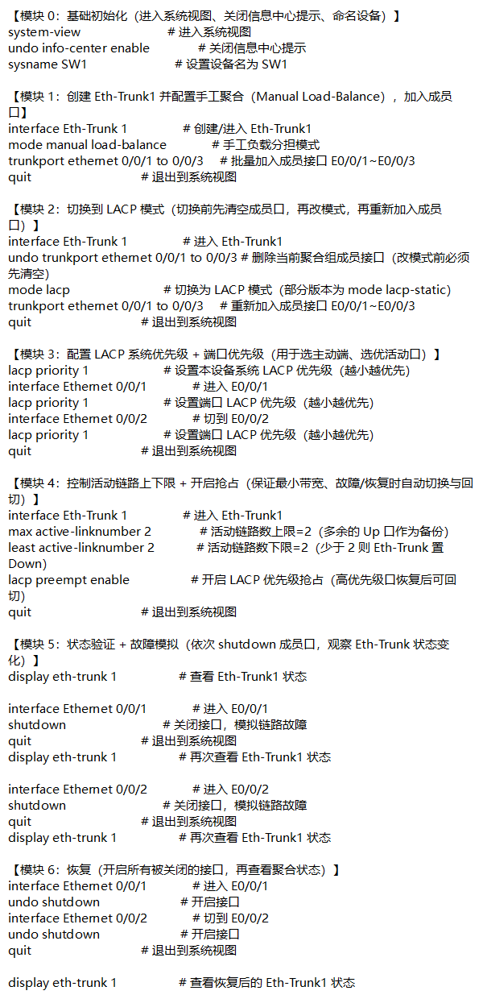 【模块 0：基础初始化（进入系统视图、关闭信息中心提示、命名设备）】
system-view # 进入系统视图
undo info-center enable # 关闭信息中心提示
sysname SW1 # 设置设备名为 SW1
【模块 1：创建 Eth-Trunk1 并配置手工聚合（Manual Load-Balance），加入成员
口】
interface Eth-Trunk 1 # 创建/进入 Eth-Trunk1
mode manual load-balance # 手工负载分担模式
trunkport ethernet 0/0/1 to 0/0/3 # 批量加入成员接口 E0/0/1~E0/0/3
quit # 退出到系统视图
【模块 2：切换到 LACP 模式（切换前先清空成员口，再改模式，再重新加入成员
口）】
interface Eth-Trunk 1 # 进入 Eth-Trunk1
undo trunkport ethernet 0/0/1 to 0/0/3 # 删除当前聚合组成员接口（改模式前必须
先清空）
mode lacp # 切换为 LACP 模式（部分版本为 mode lacp-static）
trunkport ethernet 0/0/1 to 0/0/3 # 重新加入成员接口 E0/0/1~E0/0/3
quit # 退出到系统视图
【模块 3：配置 LACP 系统优先级 + 端口优先级（用于选主动端、选优活动口）】
lacp priority 1 # 设置本设备系统 LACP 优先级（越小越优先）
interface Ethernet 0/0/1 # 进入 E0/0/1
lacp priority 1 # 设置端口 LACP 优先级（越小越优先）
interface Ethernet 0/0/2 # 切到 E0/0/2
lacp priority 1 # 设置端口 LACP 优先级（越小越优先）
quit # 退出到系统视图
【模块 4：控制活动链路上下限 + 开启抢占（保证最小带宽、故障/恢复时自动切换与回
切）】
interface Eth-Trunk 1 # 进入 Eth-Trunk1
max active-linknumber 2 # 活动链路数上限=2（多余的 Up 口作为备份）
least active-linknumber 2 # 活动链路数下限=2（少于 2 则 Eth-Trunk 置
Down）
lacp preempt enable # 开启 LACP 优先级抢占（高优先级口恢复后可回
切）
quit # 退出到系统视图
【模块 5：状态验证 + 故障模拟（依次 shutdown 成员口，观察 Eth-Trunk 状态变
化）】
display eth-trunk 1 # 查看 Eth-Trunk1 状态
interface Ethernet 0/0/1 # 进入 E0/0/1
shutdown # 关闭接口，模拟链路故障
quit # 退出到系统视图
display eth-trunk 1 # 再次查看 Eth-Trunk1 状态
interface Ethernet 0/0/2 # 进入 E0/0/2
shutdown # 关闭接口，模拟链路故障
quit # 退出到系统视图
display eth-trunk 1 # 再次查看 Eth-Trunk1 状态
【模块 6：恢复（开启所有被关闭的接口，再查看聚合状态）】
interface Ethernet 0/0/1 # 进入 E0/0/1
undo shutdown # 开启接口
interface Ethernet 0/0/2 # 切到 E0/0/2
undo shutdown # 开启接口
quit # 退出到系统视图
display eth-trunk 1 # 查看恢复后的 Eth-Trunk1 状态